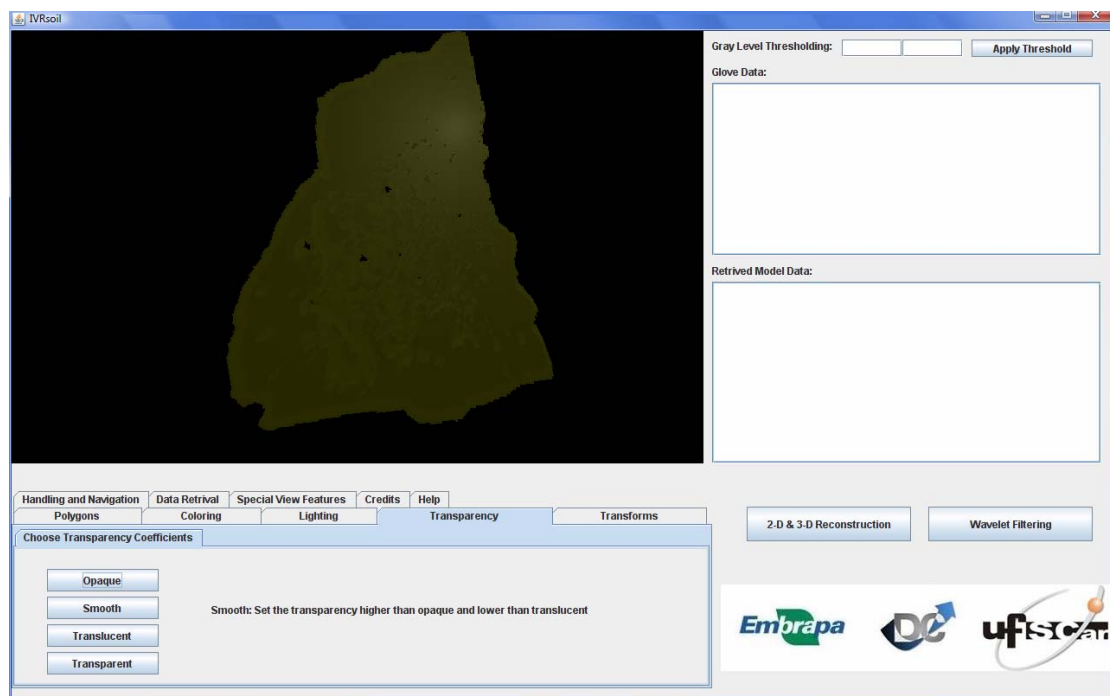 IVRsoil
Gray Level Thresholding:
Apply Threshold
Glove Data:
Retrived Model Data:
Handling and Navigation
Data Retrival
Special View Features
Credits
Help
Polygons
Coloring
Lighting
Transparency
Transforms
Choose Transparency Coefficients
Opaque
Smooth
Translucent
Transparent
Smooth: Set the transparency higher than opaque and lower than translucent
2-D & 3-D Reconstruction
Wavelet Filtering
Embrapa
DC
ufscar